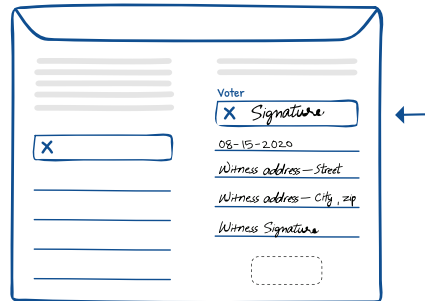 X
Voter
X Signature
08-15-2020
Witness address – Street
Witness address – City, zip
Witness Signature